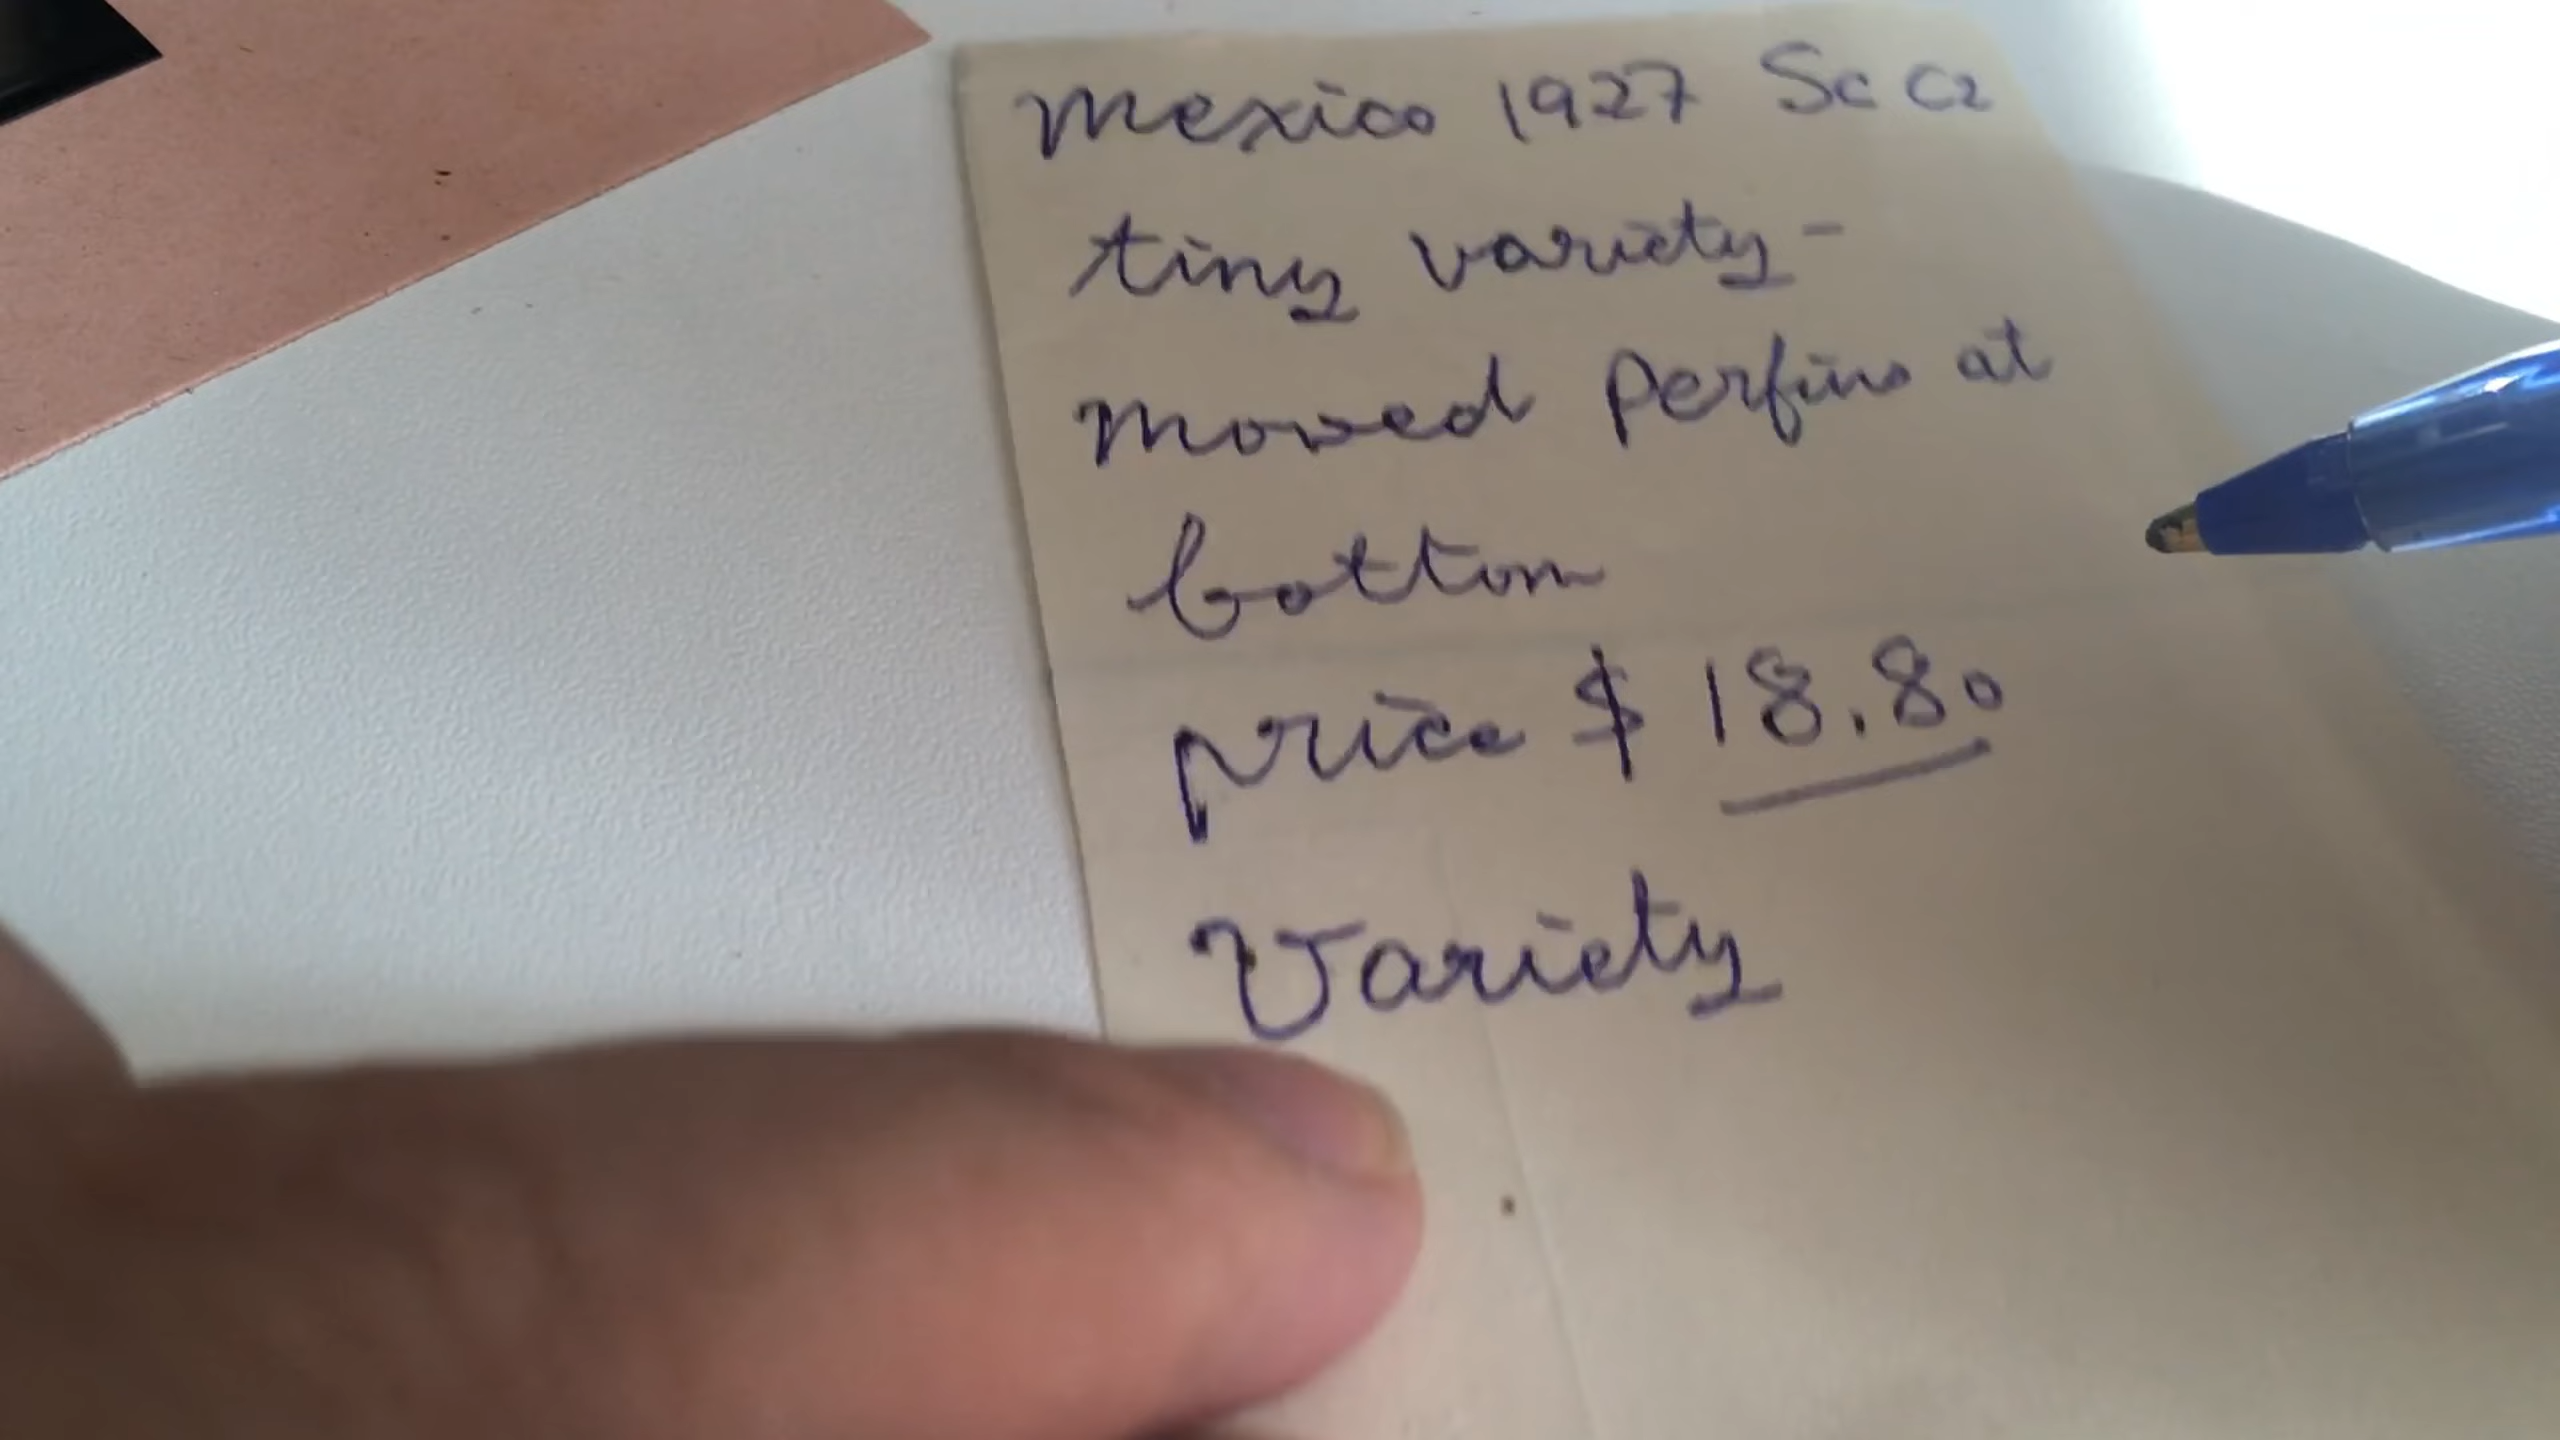 Mexico 1927 Sc C2
tiny variety -
Moved Perfins at
bottom
price $ 18.80
Variety